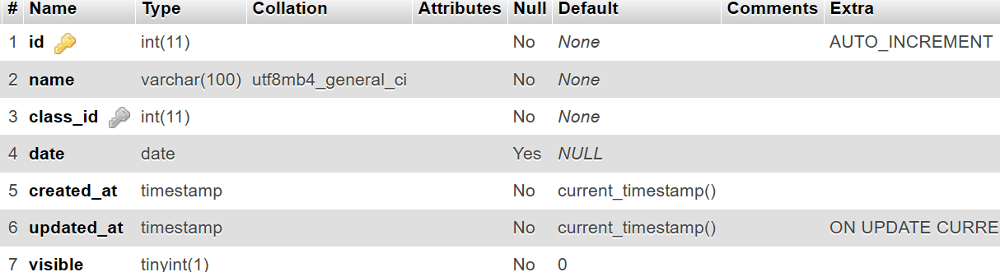 # Name Type Collation Attributes Null Default Comments Extra
1 id int(11) No None AUTO_INCREMENT
2 name varchar(100) utf8mb4_general_ci No None
3 class_id int(11) No None
4 date date Yes NULL
5 created_at timestamp No current_timestamp()
6 updated_at timestamp No current_timestamp() ON UPDATE CURRE
7 visible tinyint(1) No 0